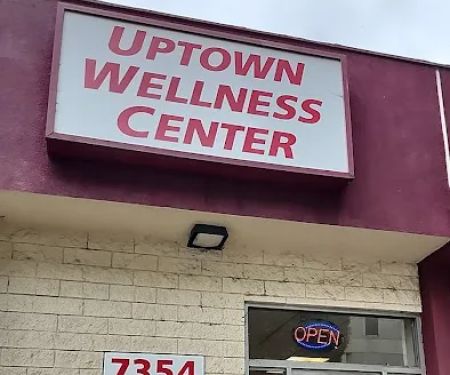 UPTOWN
WELLNESS
CENTER
OPEN
7354